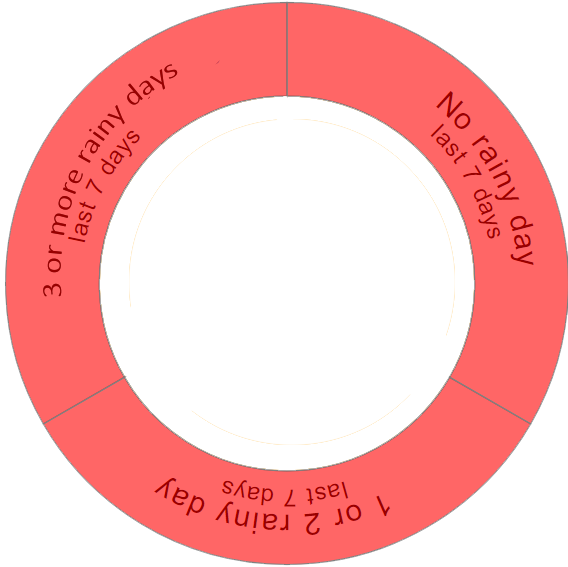 No rainy day
last 7 days
1 or 2 rainy day
last 7 days
3 or more rainy days
last 7 days